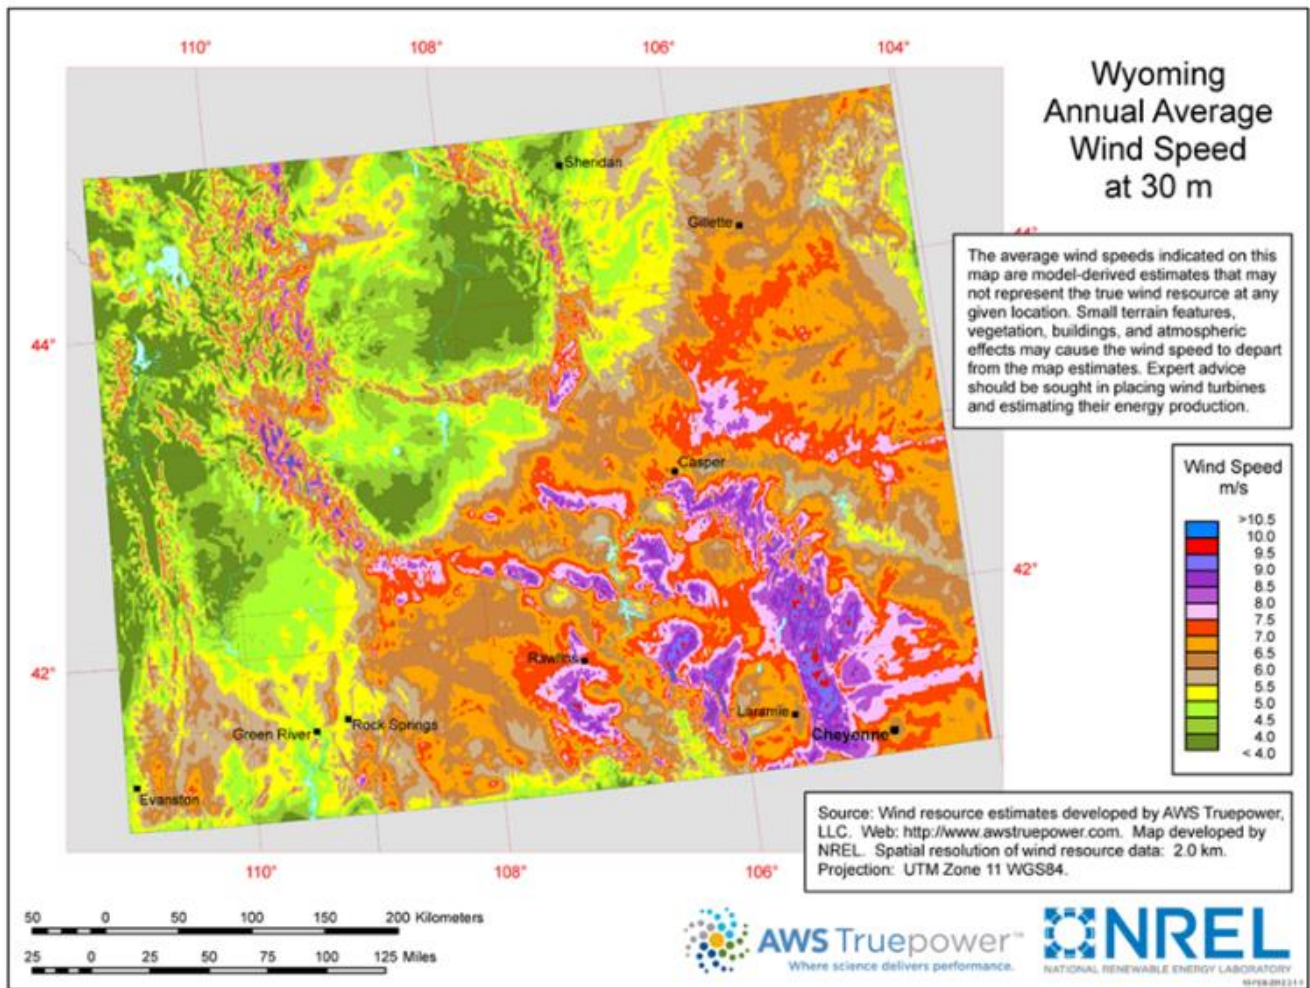 110°
108°
106°
104°
Wyoming
Annual Average
Wind Speed
at 30 m
Sheridan
Gillette
44°
The average wind speeds indicated on this
map are model-derived estimates that may
not represent the true wind resource at any
given location. Small terrain features,
vegetation, buildings, and atmospheric
effects may cause the wind speed to depart
from the map estimates. Expert advice
should be sought in placing wind turbines
and estimating their energy production.
44°
Casper
Wind Speed
m/s
>10.5
10.0
9.5
9.0
8.5
8.0
7.5
7.0
6.5
6.0
5.5
5.0
4.5
4.0
< 4.0
42°
42°
Rawlins
Laramie
Rock Springs
Green River
Cheyenne
Evanston
Source: Wind resource estimates developed by AWS Truepower,
LLC. Web: http://www.awstruepower.com. Map developed by
NREL. Spatial resolution of wind resource data: 2.0 km.
Projection: UTM Zone 11 WGS84.
110°
108°
106°
50 0 50 100 150 200 Kilometers
25 0 25 50 75 100 125 Miles
AWS Truepower™
Where science delivers performance.
NREL
NATIONAL RENEWABLE ENERGY LABORATORY